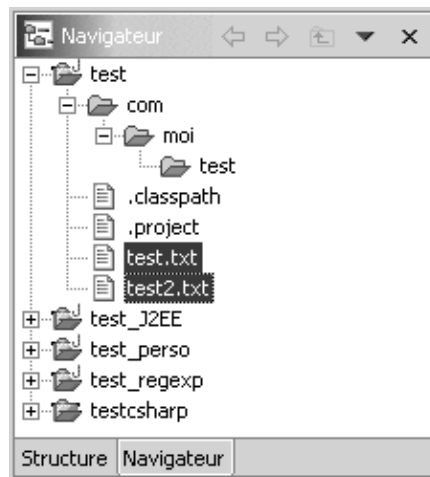 Navigateur
test
com
moi
test
.classpath
.project
test.txt
test2.txt
test_J2EE
test_perso
test_regexp
testcsharp
Structure Navigateur